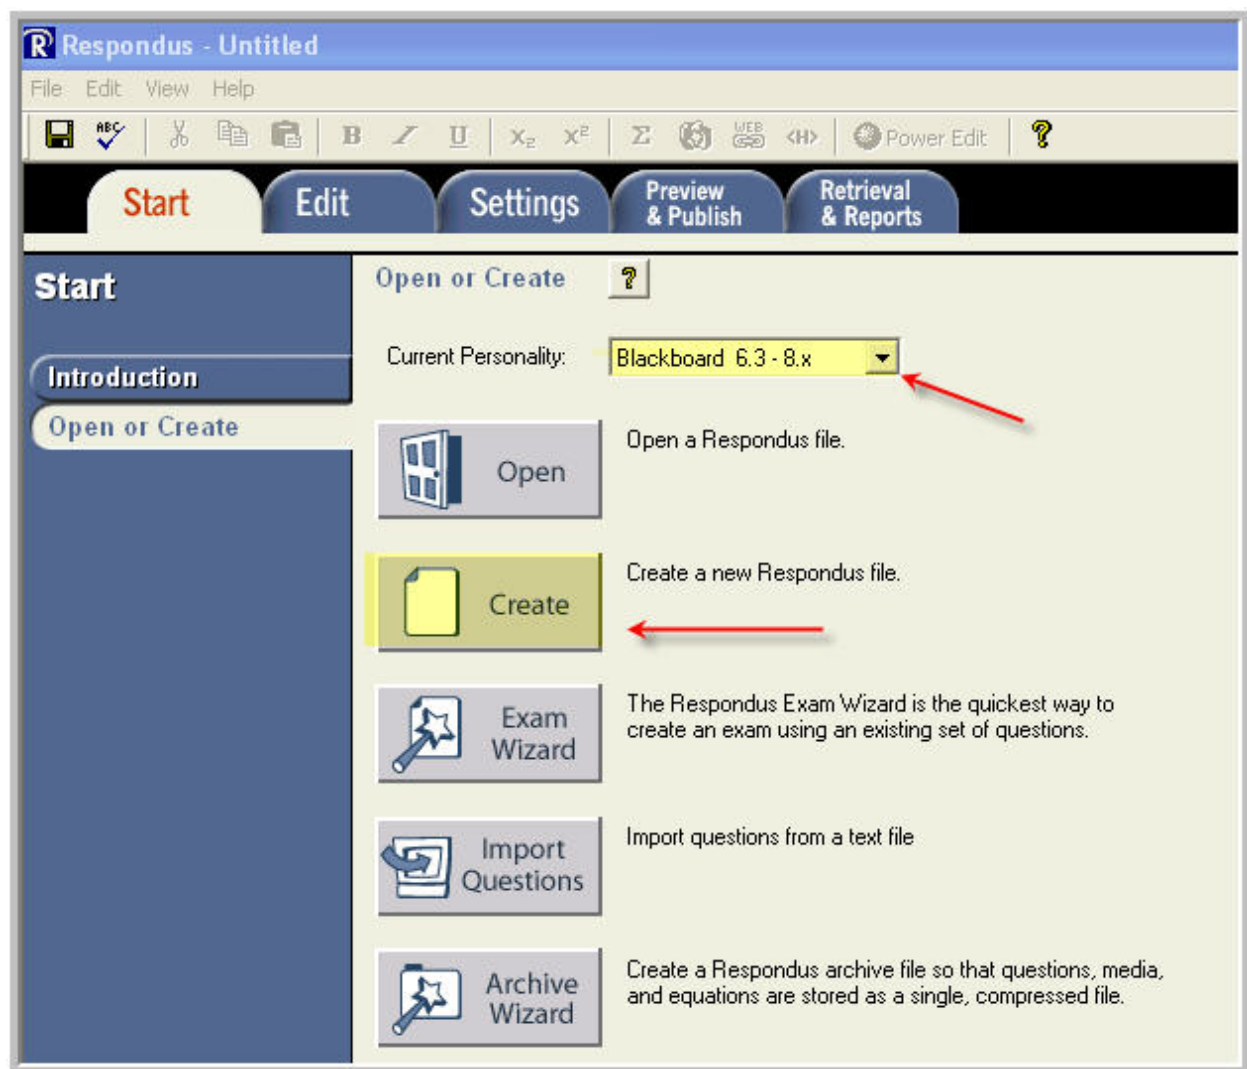 Respondus - Untitled
File Edit View Help
ABC B I U X₂ X² Σ WEB <H> Power Edit ?
Start Edit Settings Preview & Publish Retrieval & Reports
Start
Open or Create ?
Current Personality: Blackboard 6.3 - 8.x
Introduction
Open or Create
Open
Open a Respondus file.
Create
Create a new Respondus file.
Exam
Wizard
The Respondus Exam Wizard is the quickest way to
create an exam using an existing set of questions.
Import
Questions
Import questions from a text file
Archive
Wizard
Create a Respondus archive file so that questions, media,
and equations are stored as a single, compressed file.